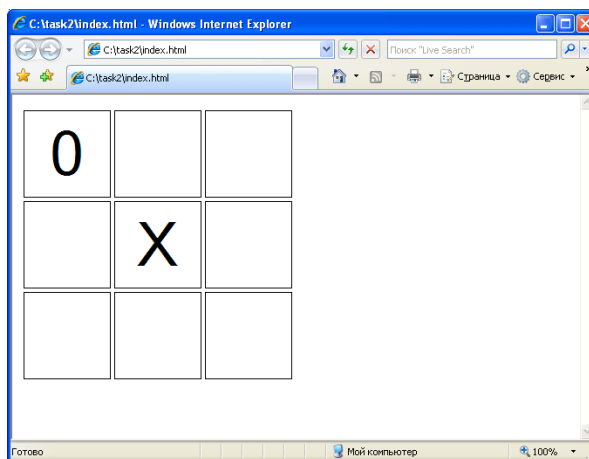 C:\task2\index.html - Windows Internet Explorer
C:\task2\index.html
Поиск "Live Search"
C:\task2\index.html
Страница
Сервис
0
X
Готово
Мой компьютер
100%